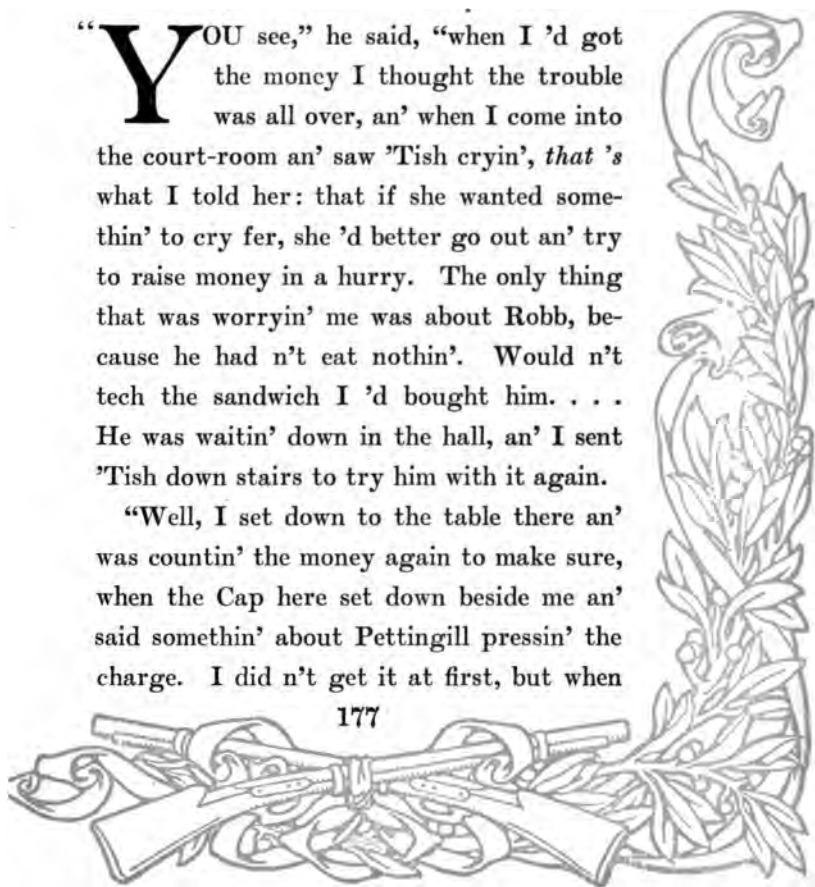 “YOU see,” he said, “when I ’d got
the money I thought the trouble
was all over, an’ when I come into
the court-room an’ saw ’Tish cryin’, that ’s
what I told her: that if she wanted some-
thin’ to cry fer, she ’d better go out an’ try
to raise money in a hurry. The only thing
that was worryin’ me was about Robb, be-
cause he had n’t eat nothin’. Would n’t
tech the sandwich I ’d bought him. . . .
He was waitin’ down in the hall, an’ I sent
’Tish down stairs to try him with it again.
“Well, I set down to the table there an’
was countin’ the money again to make sure,
when the Cap here set down beside me an’
said somethin’ about Pettingill pressin’ the
charge. I did n’t get it at first, but when
177